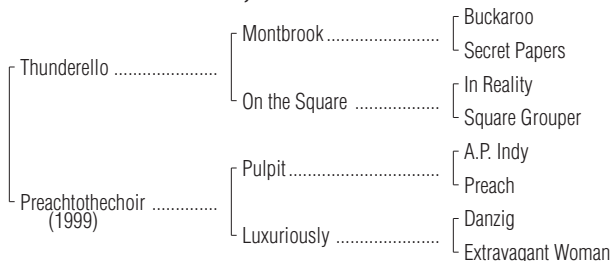 Buckaroo
Montbrook
Secret Papers
Thunderello
In Reality
On the Square
Square Grouper
A.P. Indy
Pulpit
Preach
Preachtothechoir
(1999)
Danzig
Luxuriously
Extravagant Woman